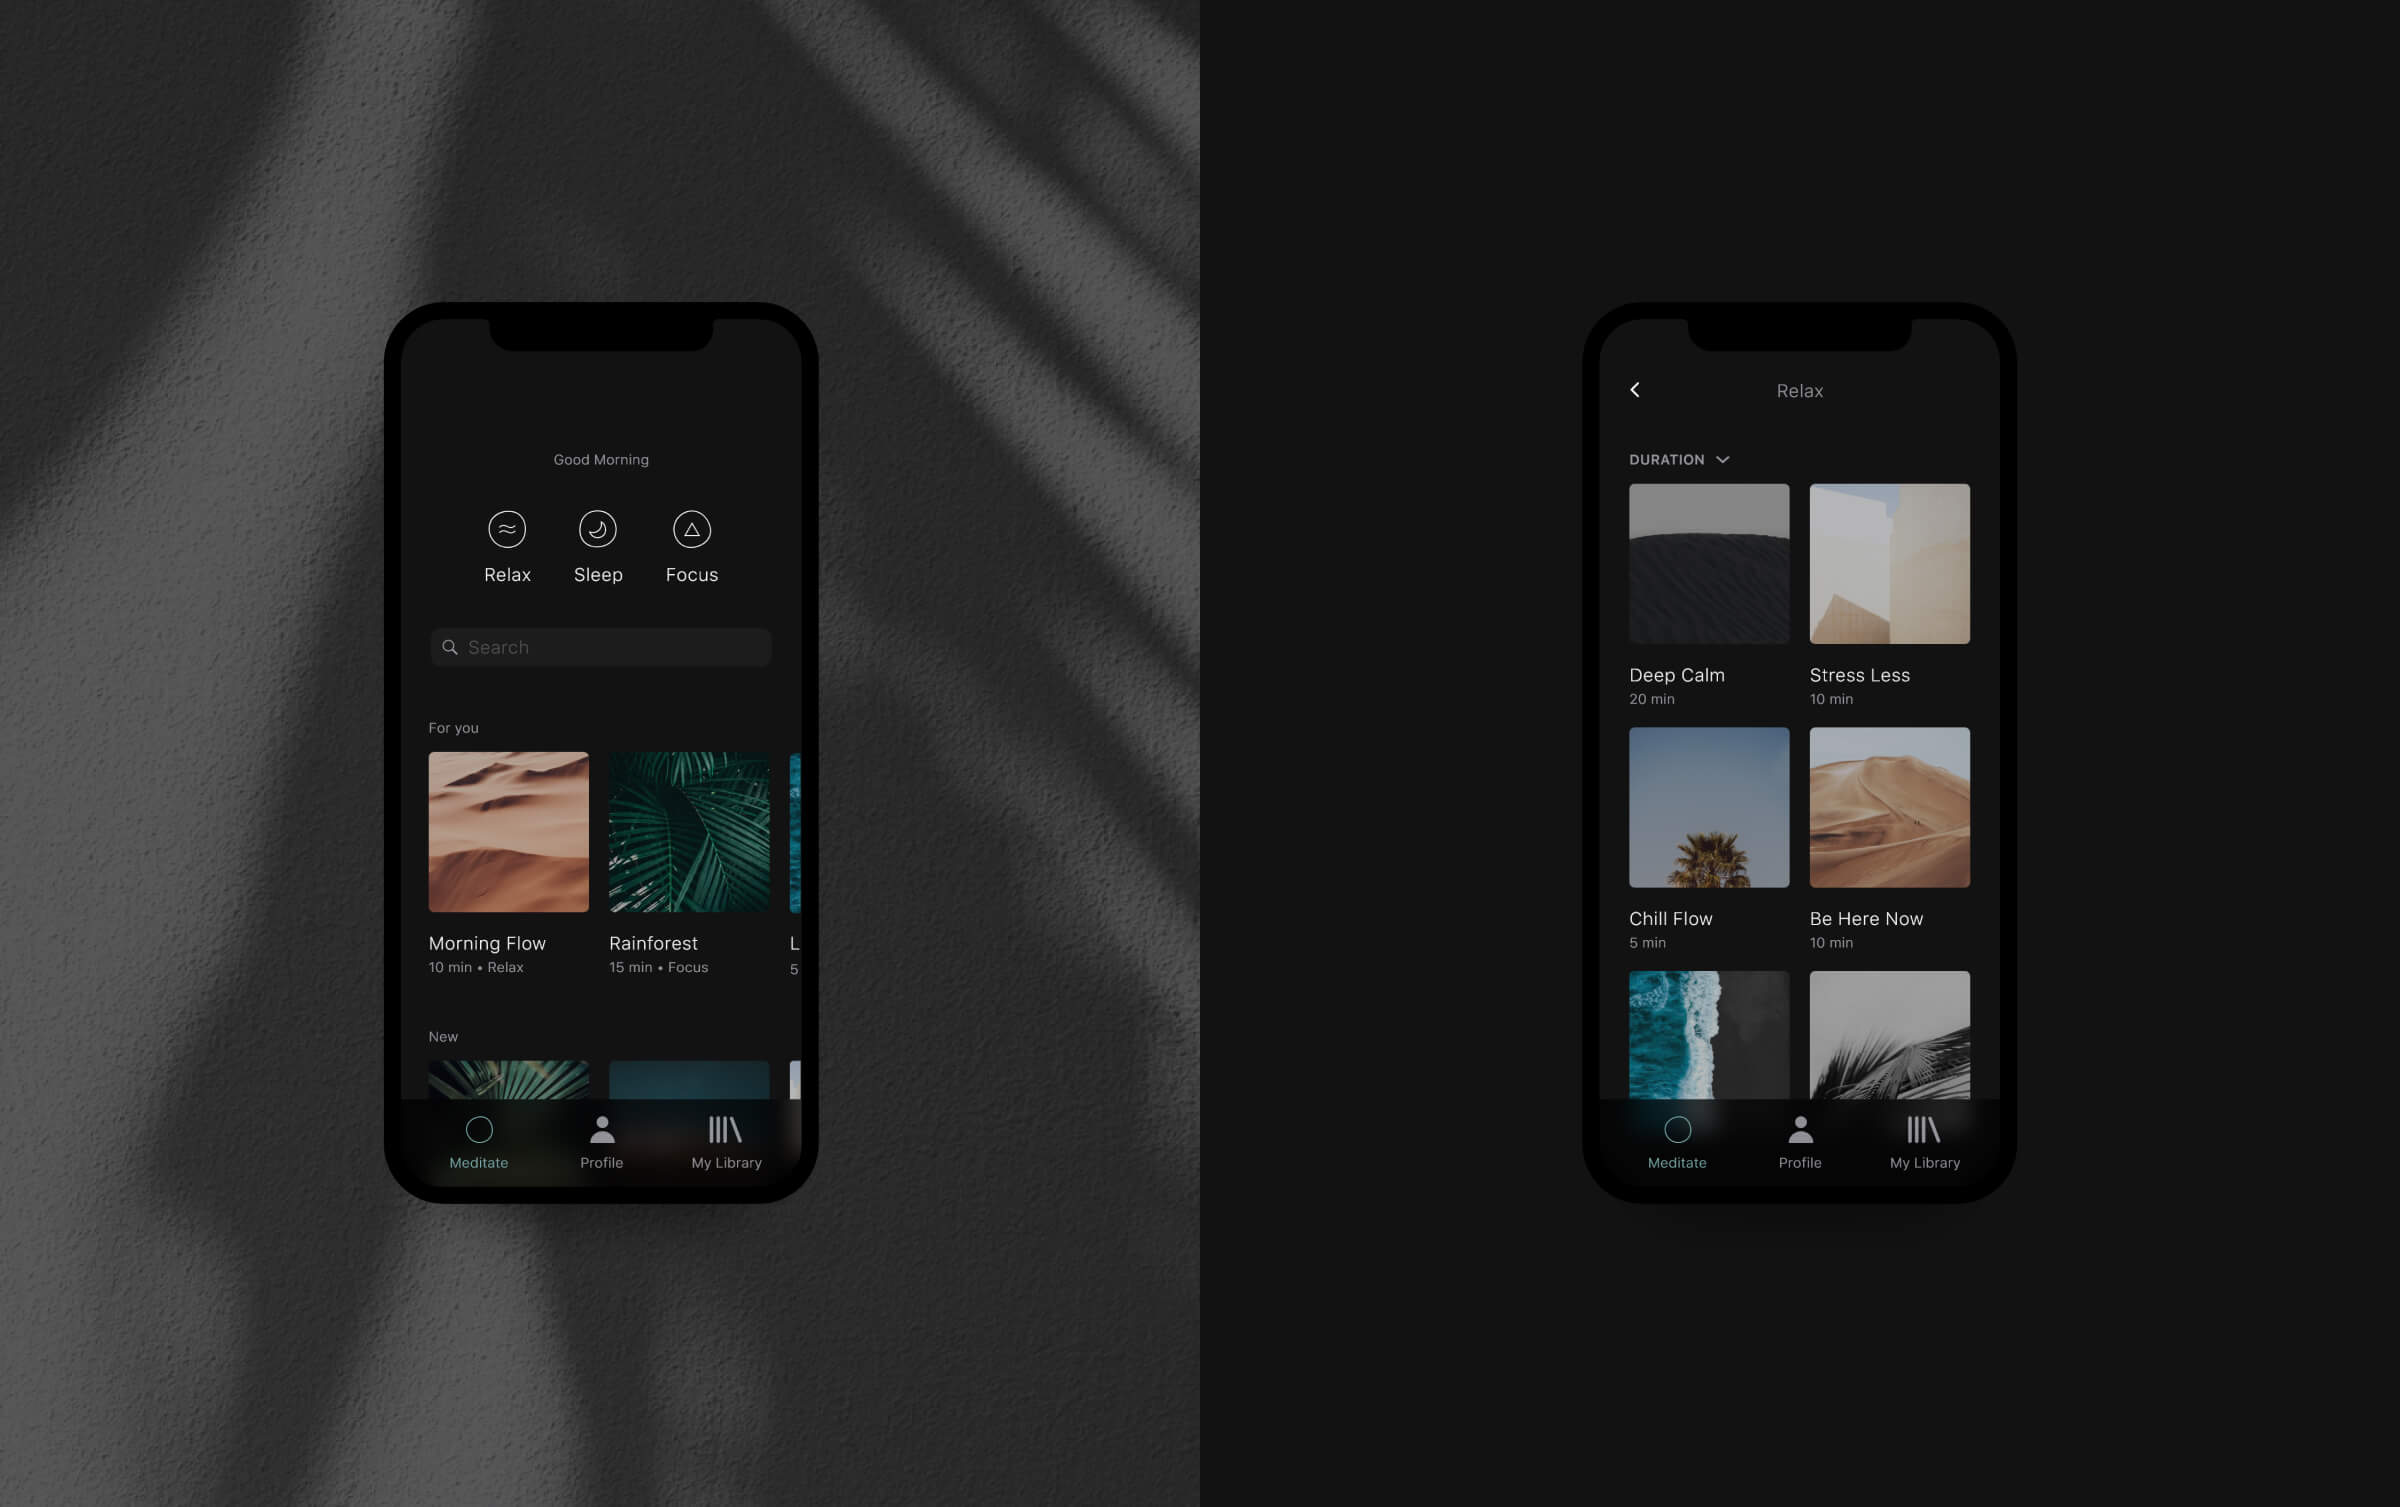 Good Morning
Relax Sleep Focus
Search
For you
Morning Flow Rainforest L
10 min • Relax 15 min • Focus 5
New
Meditate Profile My Library
Relax
DURATION
Deep Calm Stress Less
20 min 10 min
Chill Flow Be Here Now
5 min 10 min
Meditate Profile My Library